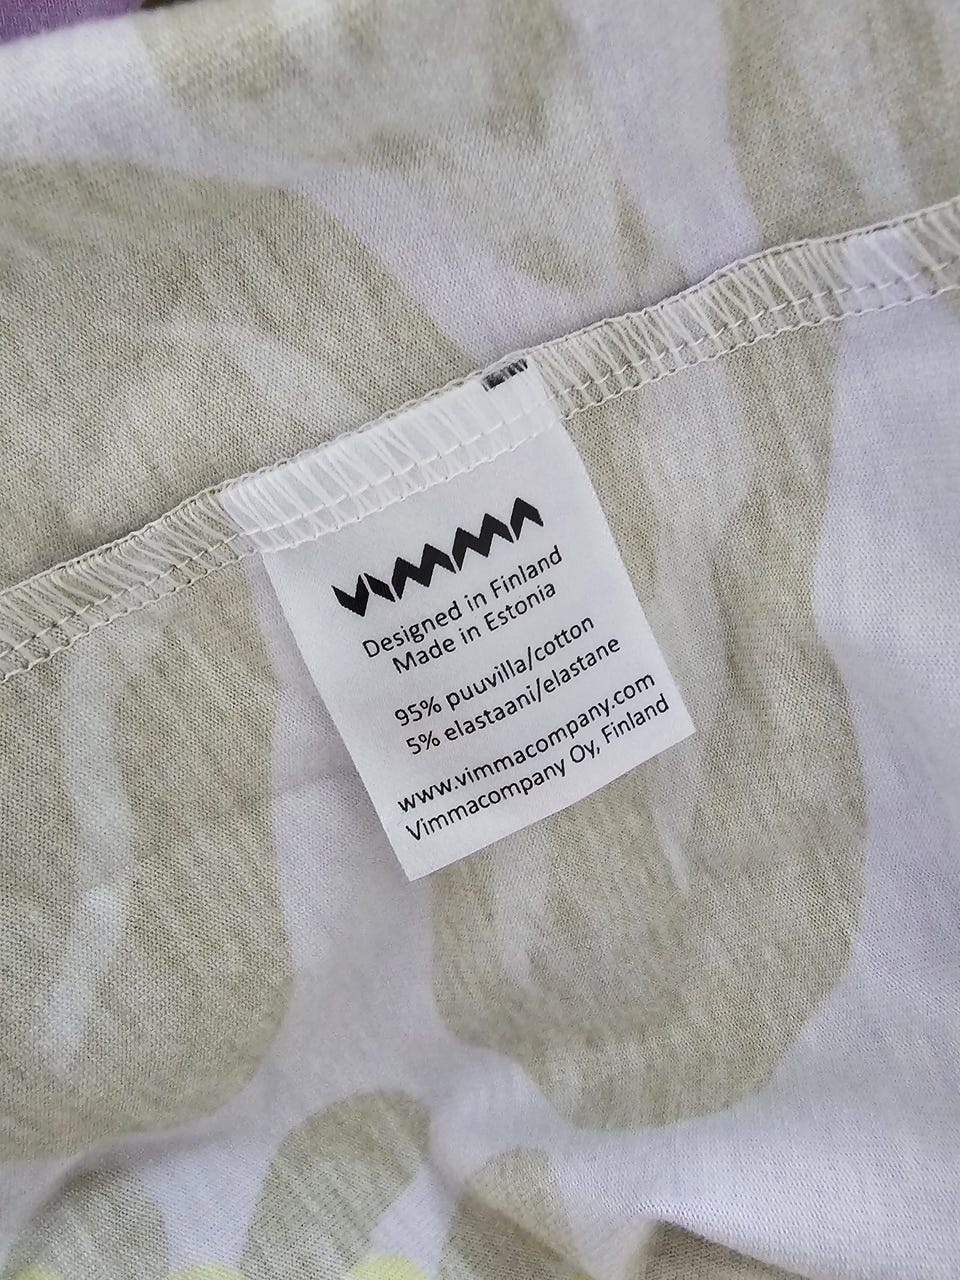 VIMMA
Designed in Finland
Made in Estonia
95% puuvilla/cotton
5% elastaani/elastane
www.vimmacompany.com
Vimmacompany Oy, Finland